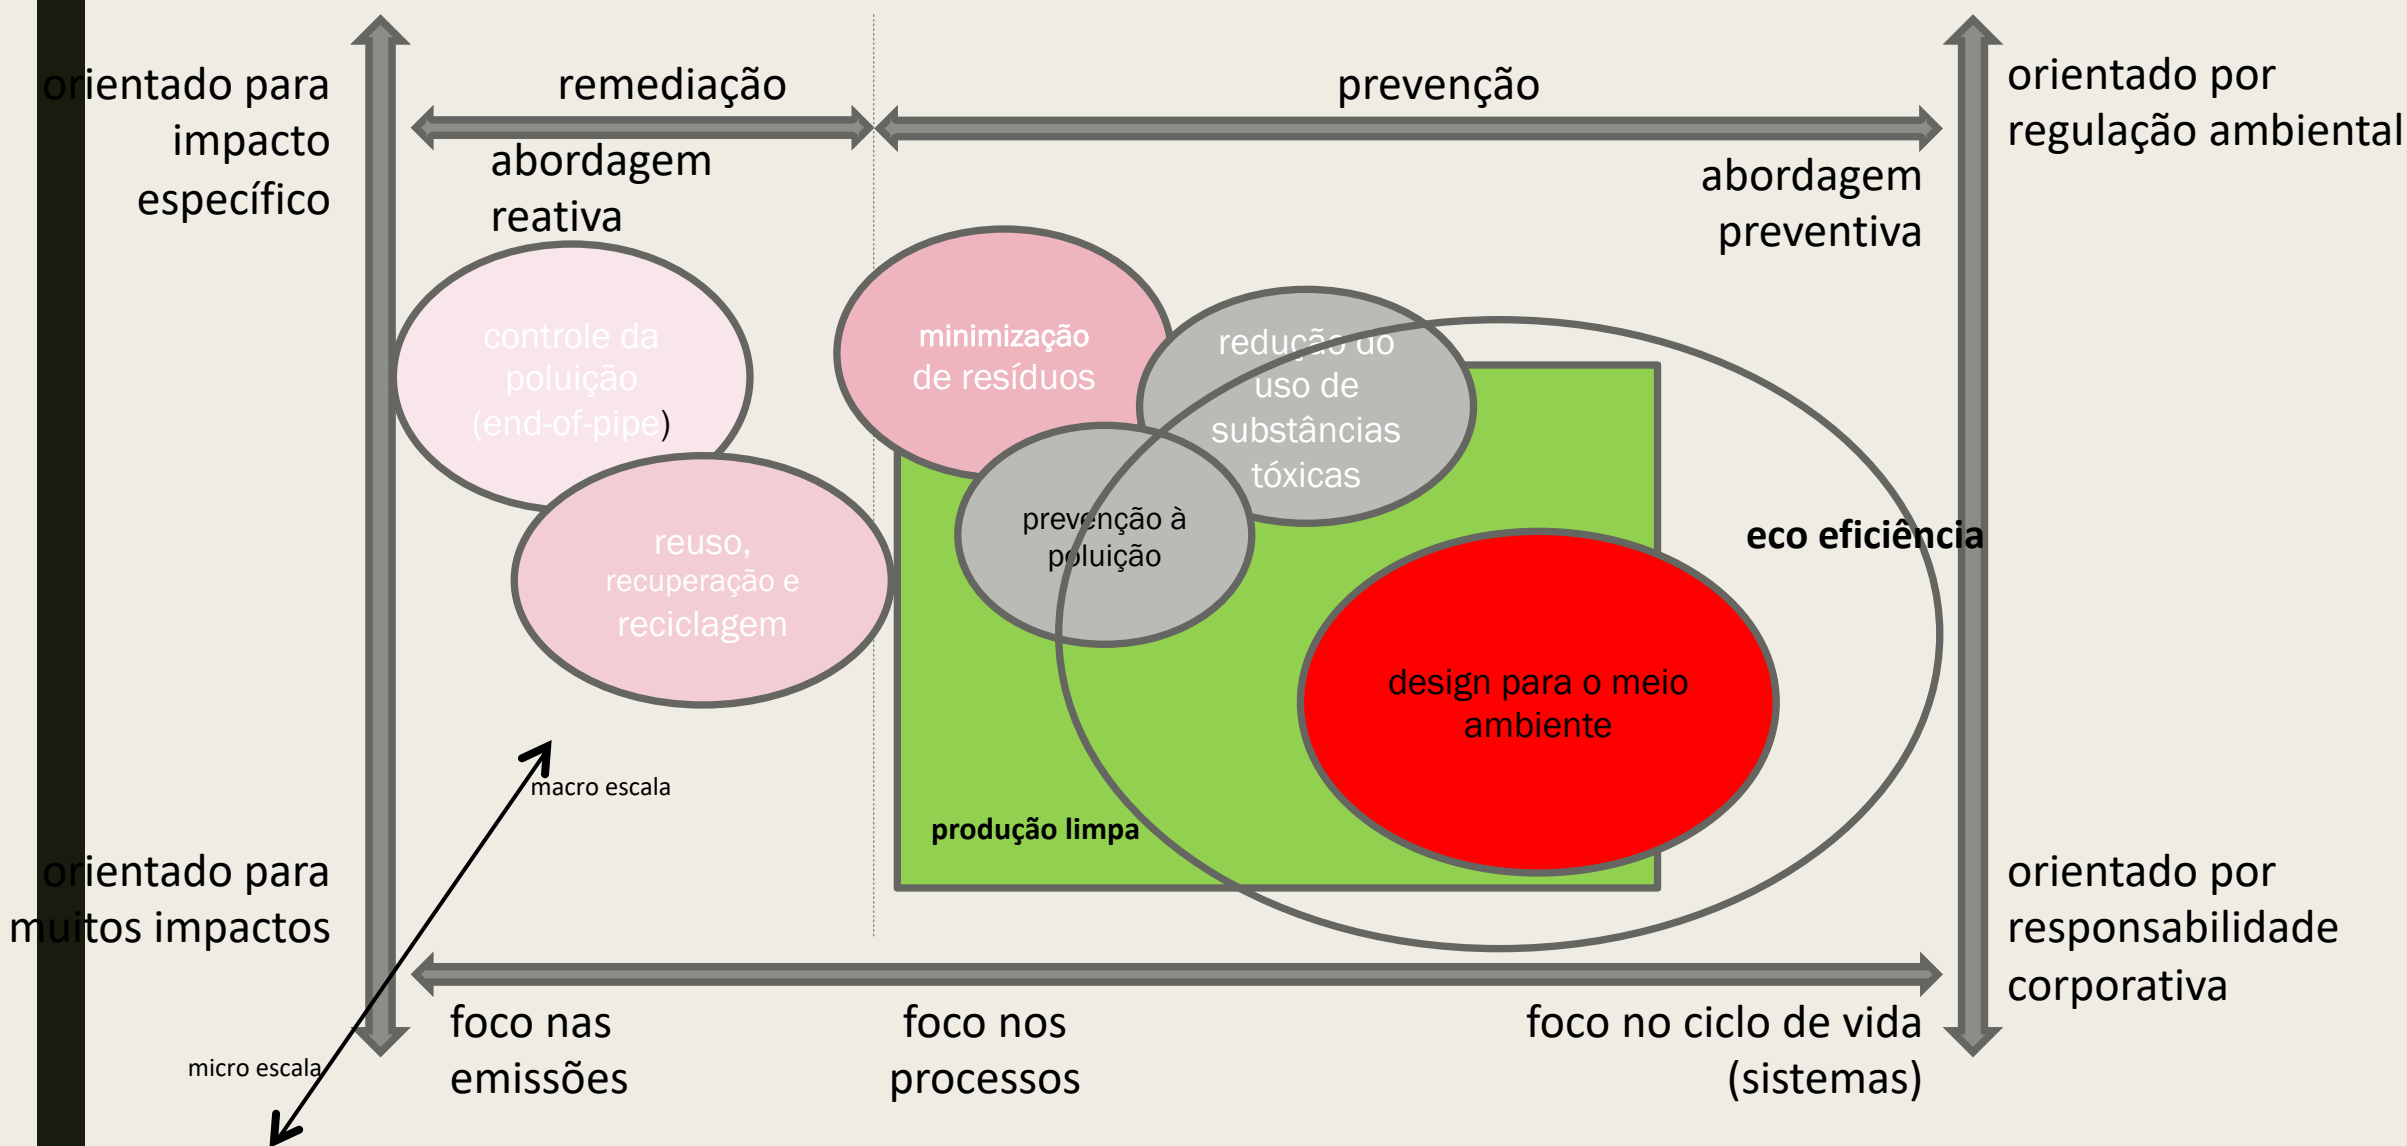 orientado para
impacto
específico
remediação
abordagem
reativa
prevenção
abordagem
preventiva
orientado por
regulação ambiental
controle da
poluição
(end-of-pipe)
reuso,
recuperação e
reciclagem
minimização
de resíduos
redução do
uso de
substâncias
tóxicas
prevenção à
poluição
eco eficiência
design para o meio
ambiente
produção limpa
macro escala
micro escala
orientado para
muitos impactos
orientado por
responsabilidade
corporativa
foco nas
emissões
foco nos
processos
foco no ciclo de vida
(sistemas)